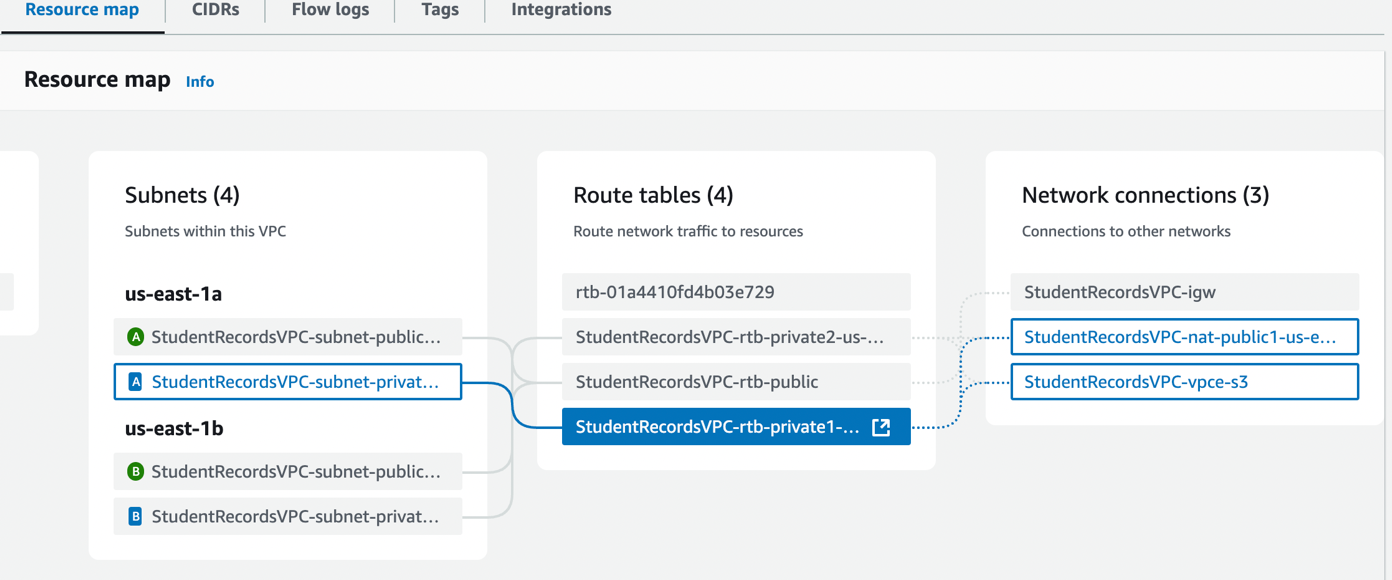 Resource map
CIDRs
Flow logs
Tags
Integrations
Resource map Info
Subnets (4)
Subnets within this VPC
us-east-1a
A StudentRecordsVPC-subnet-public...
A StudentRecordsVPC-subnet-privat...
us-east-1b
B StudentRecordsVPC-subnet-public...
B StudentRecordsVPC-subnet-privat...
Route tables (4)
Route network traffic to resources
rtb-01a4410fd4b03e729
StudentRecordsVPC-rtb-private2-us-...
StudentRecordsVPC-rtb-public
StudentRecordsVPC-rtb-private1-...
Network connections (3)
Connections to other networks
StudentRecordsVPC-igw
StudentRecordsVPC-nat-public1-us-e...
StudentRecordsVPC-vpce-s3